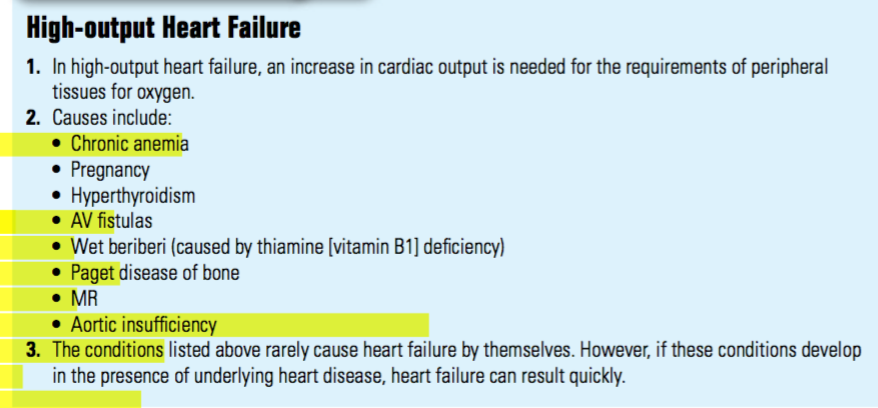 High-output Heart Failure
1. In high-output heart failure, an increase in cardiac output is needed for the requirements of peripheral
tissues for oxygen.
2. Causes include:
• Chronic anemia
• Pregnancy
• Hyperthyroidism
• AV fistulas
• Wet beriberi (caused by thiamine [vitamin B1] deficiency)
• Paget disease of bone
• MR
• Aortic insufficiency
3. The conditions listed above rarely cause heart failure by themselves. However, if these conditions develop
in the presence of underlying heart disease, heart failure can result quickly.